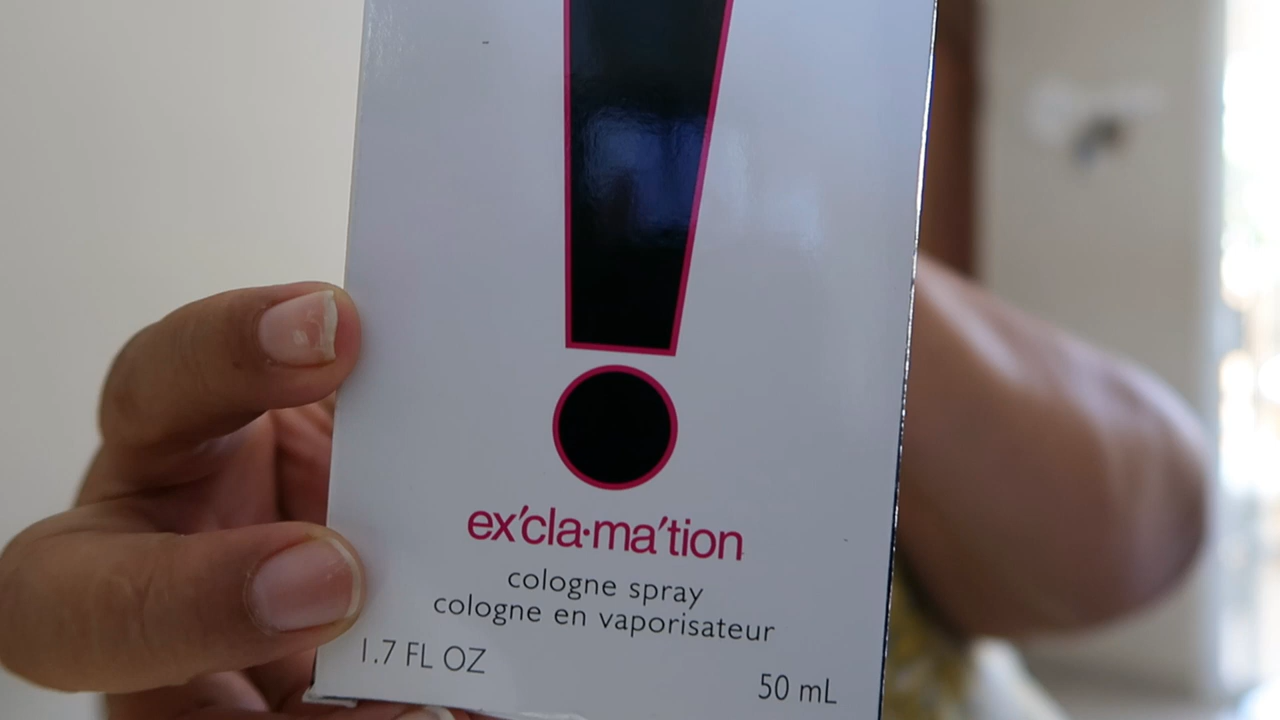 !
ex'cla·ma'tion
cologne spray
cologne en vaporisateur
1.7 FL OZ
50 mL